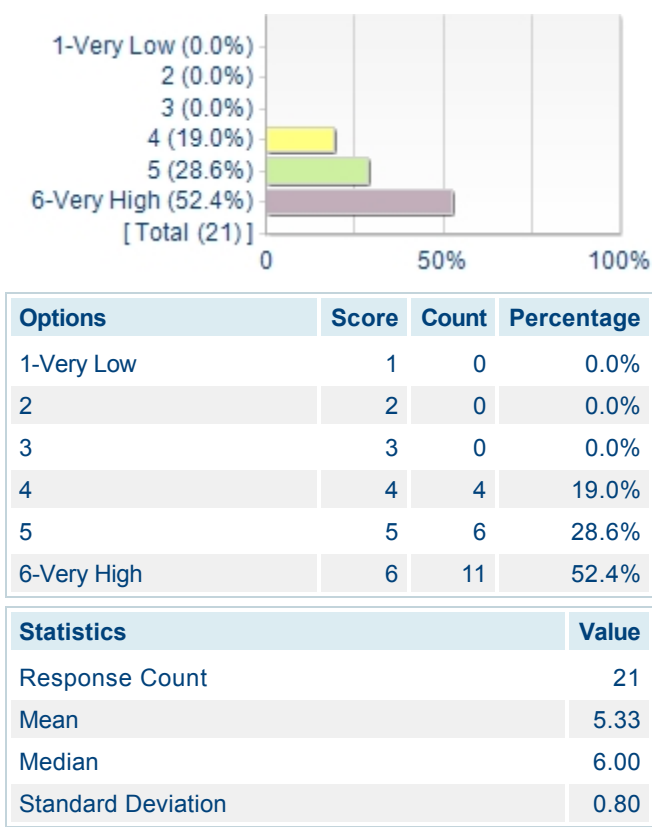 1-Very Low (0.0%)
2 (0.0%)
3 (0.0%)
4 (19.0%)
5 (28.6%)
6-Very High (52.4%)
[ Total (21) ]
0 50% 100%
Options Score Count Percentage
1-Very Low 1 0 0.0%
2 2 0 0.0%
3 3 0 0.0%
4 4 4 19.0%
5 5 6 28.6%
6-Very High 6 11 52.4%
Statistics Value
Response Count 21
Mean 5.33
Median 6.00
Standard Deviation 0.80